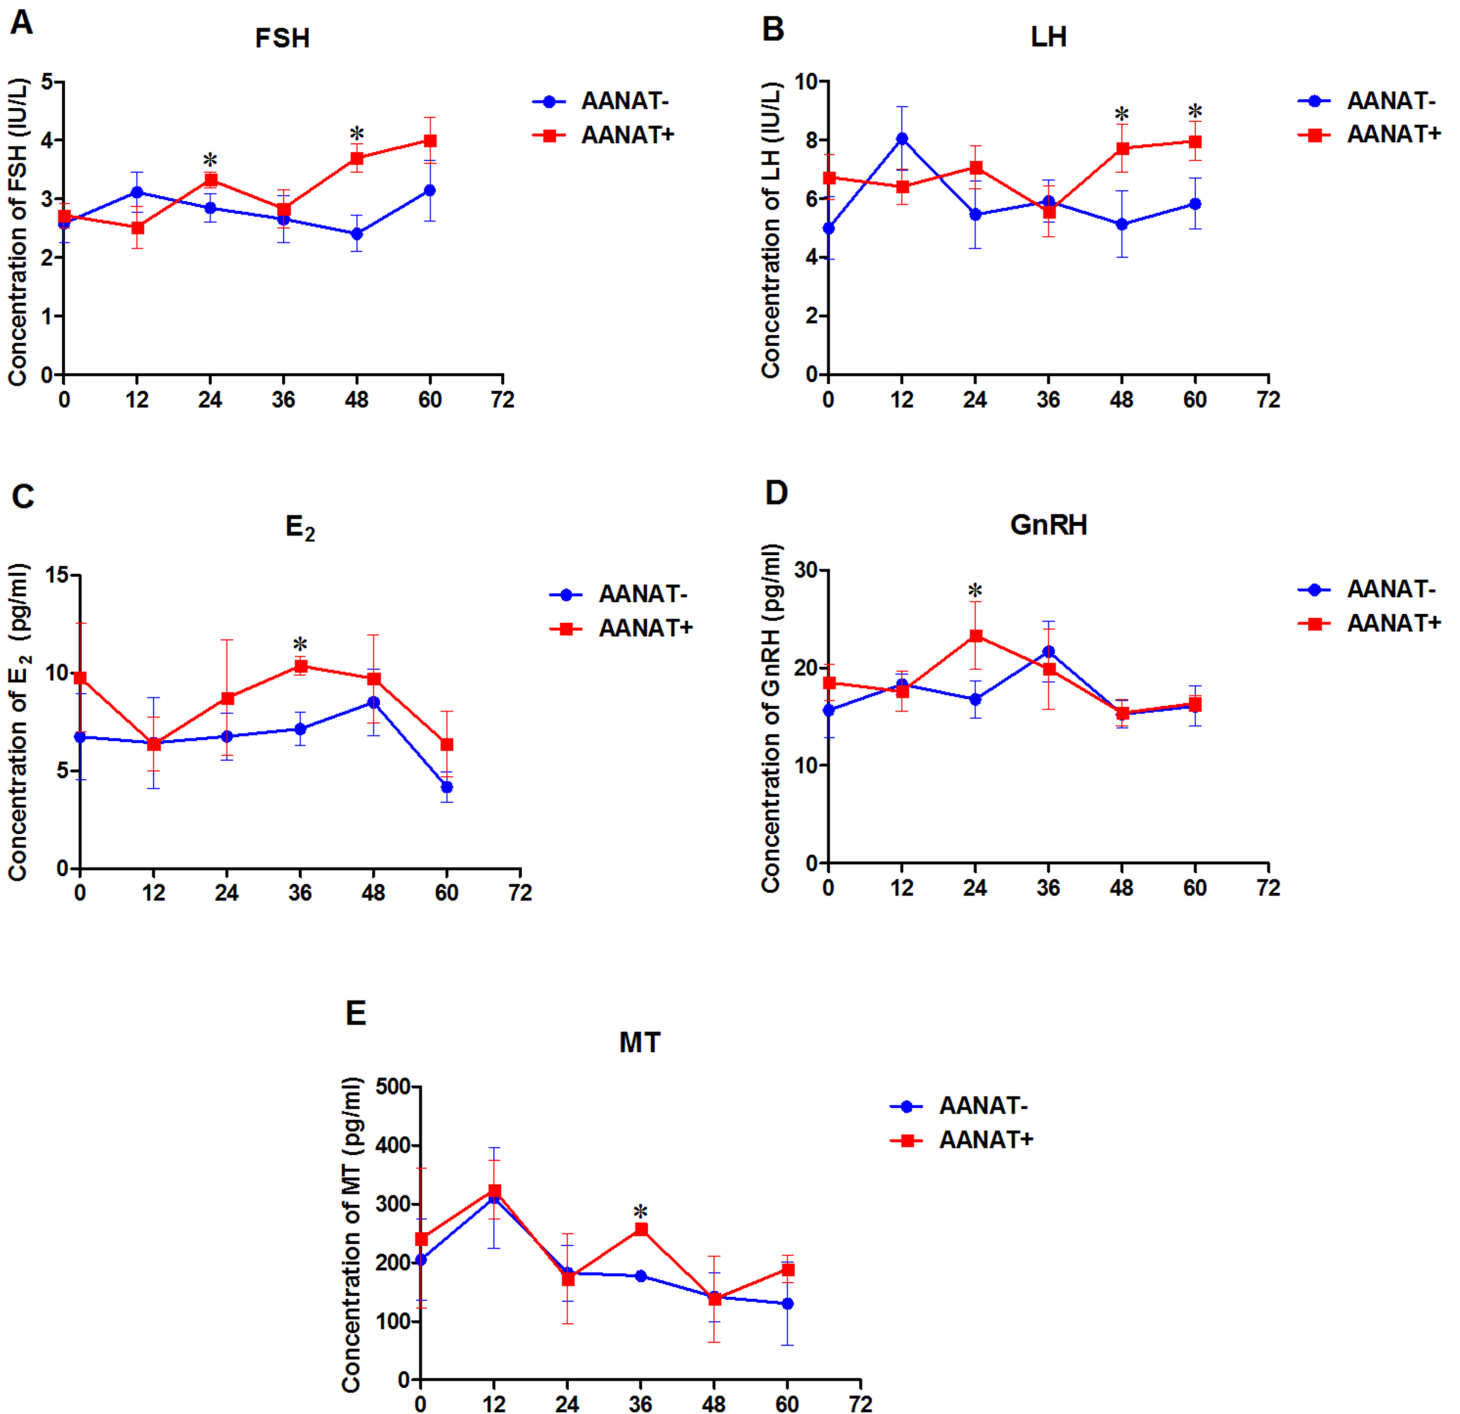 A
FSH
Concentration of FSH (IU/L)
5
4
3
2
1
0
0 12 24 36 48 60 72
* *
AANAT-
AANAT+
B
LH
Concentration of LH (IU/L)
10
8
6
4
2
0
0 12 24 36 48 60 72
* *
AANAT-
AANAT+
C
E2
Concentration of E2 (pg/ml)
15
10
5
0
0 12 24 36 48 60 72
*
AANAT-
AANAT+
D
GnRH
Concentration of GnRH (pg/ml)
30
20
10
0
0 12 24 36 48 60 72
*
AANAT-
AANAT+
E
MT
Concentration of MT (pg/ml)
500
400
300
200
100
0
0 12 24 36 48 60 72
*
AANAT-
AANAT+